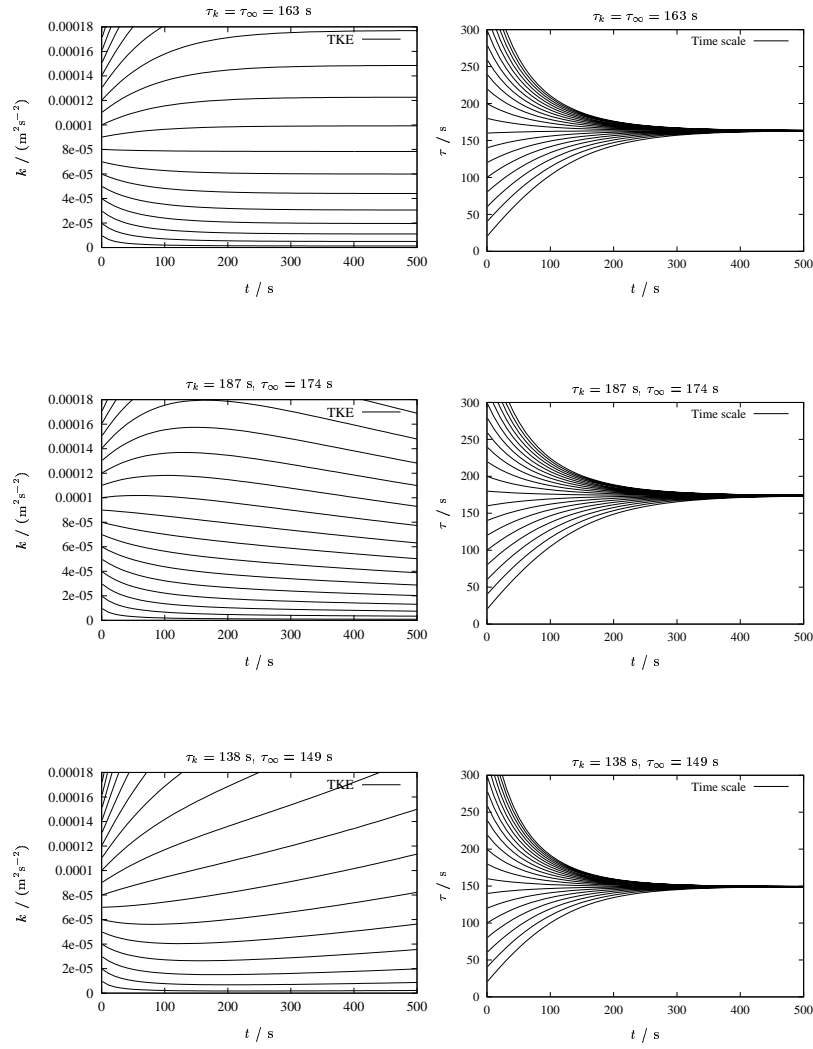 τk = τ∞ = 163 s
0.00018
0.00016
0.00014
0.00012
0.0001
8e-05
6e-05
4e-05
2e-05
0
k / (m²s⁻²)
TKE
0 100 200 300 400 500
t / s
τk = τ∞ = 163 s
300
250
200
150
100
50
0
τ / s
Time scale
0 100 200 300 400 500
t / s
τk = 187 s, τ∞ = 174 s
0.00018
0.00016
0.00014
0.00012
0.0001
8e-05
6e-05
4e-05
2e-05
0
k / (m²s⁻²)
TKE
0 100 200 300 400 500
t / s
τk = 187 s, τ∞ = 174 s
300
250
200
150
100
50
0
τ / s
Time scale
0 100 200 300 400 500
t / s
τk = 138 s, τ∞ = 149 s
0.00018
0.00016
0.00014
0.00012
0.0001
8e-05
6e-05
4e-05
2e-05
0
k / (m²s⁻²)
TKE
0 100 200 300 400 500
t / s
τk = 138 s, τ∞ = 149 s
300
250
200
150
100
50
0
τ / s
Time scale
0 100 200 300 400 500
t / s